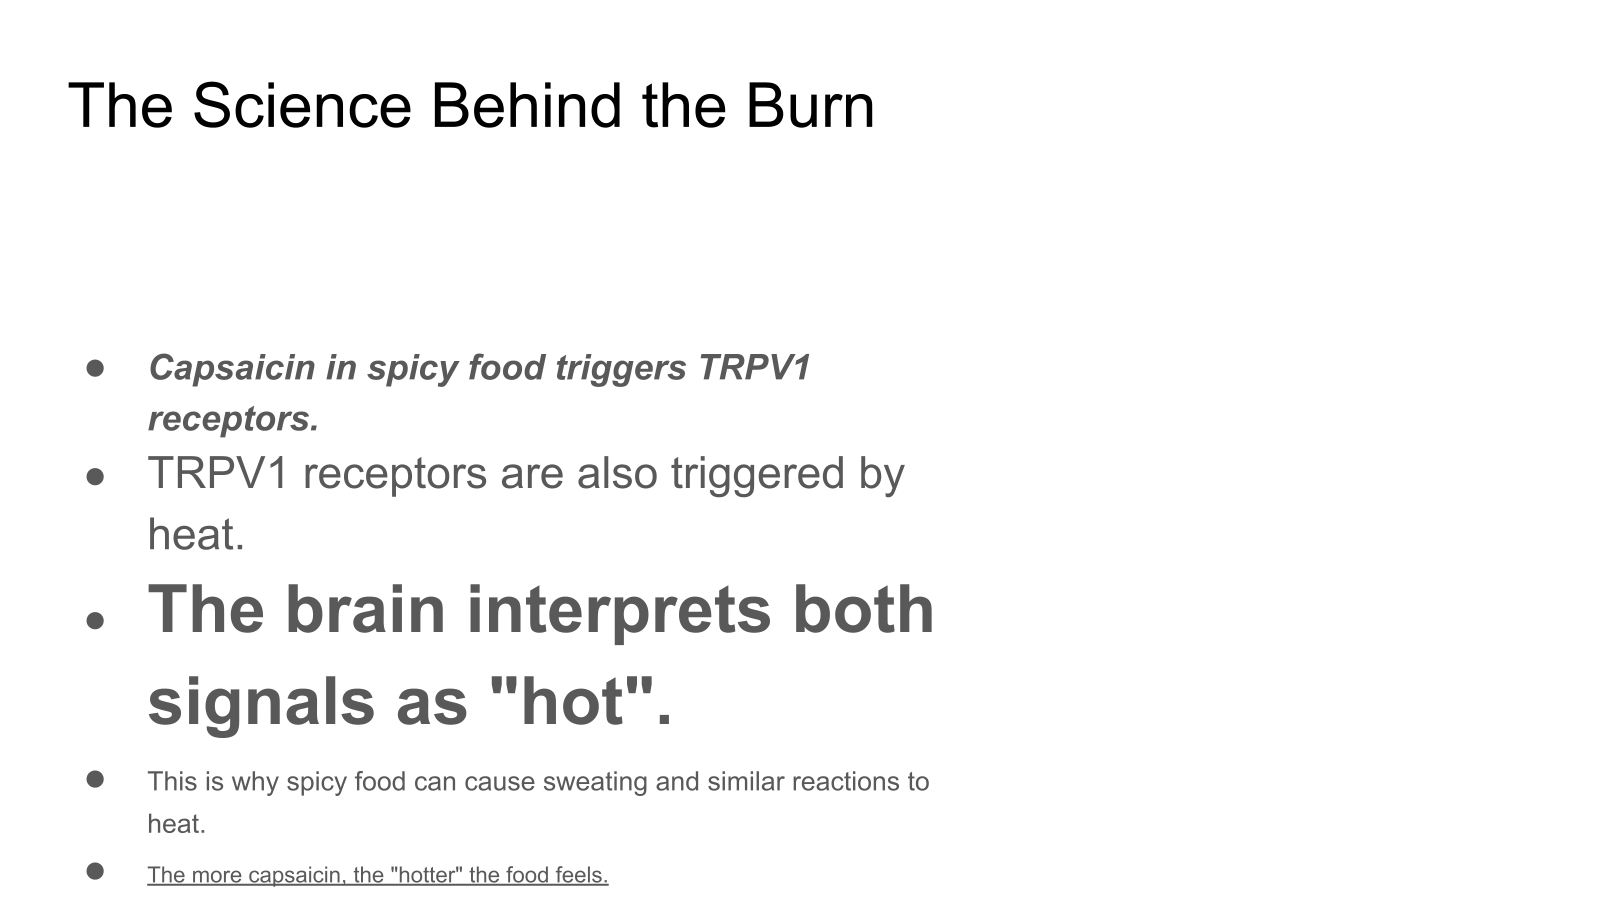 The Science Behind the Burn
● Capsaicin in spicy food triggers TRPV1
receptors.
● TRPV1 receptors are also triggered by
heat.
● The brain interprets both
signals as "hot".
● This is why spicy food can cause sweating and similar reactions to
heat.
● The more capsaicin, the "hotter" the food feels.